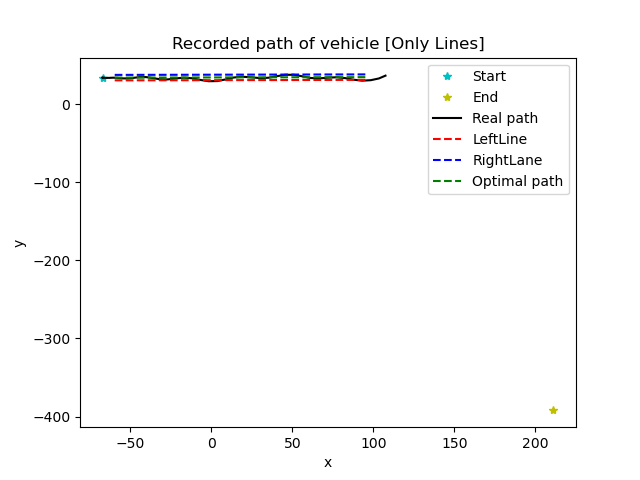 Recorded path of vehicle [Only Lines]
Start
End
Real path
LeftLine
RightLane
Optimal path
0
−100
−200
−300
−400
y
−50
0
50
100
150
200
x